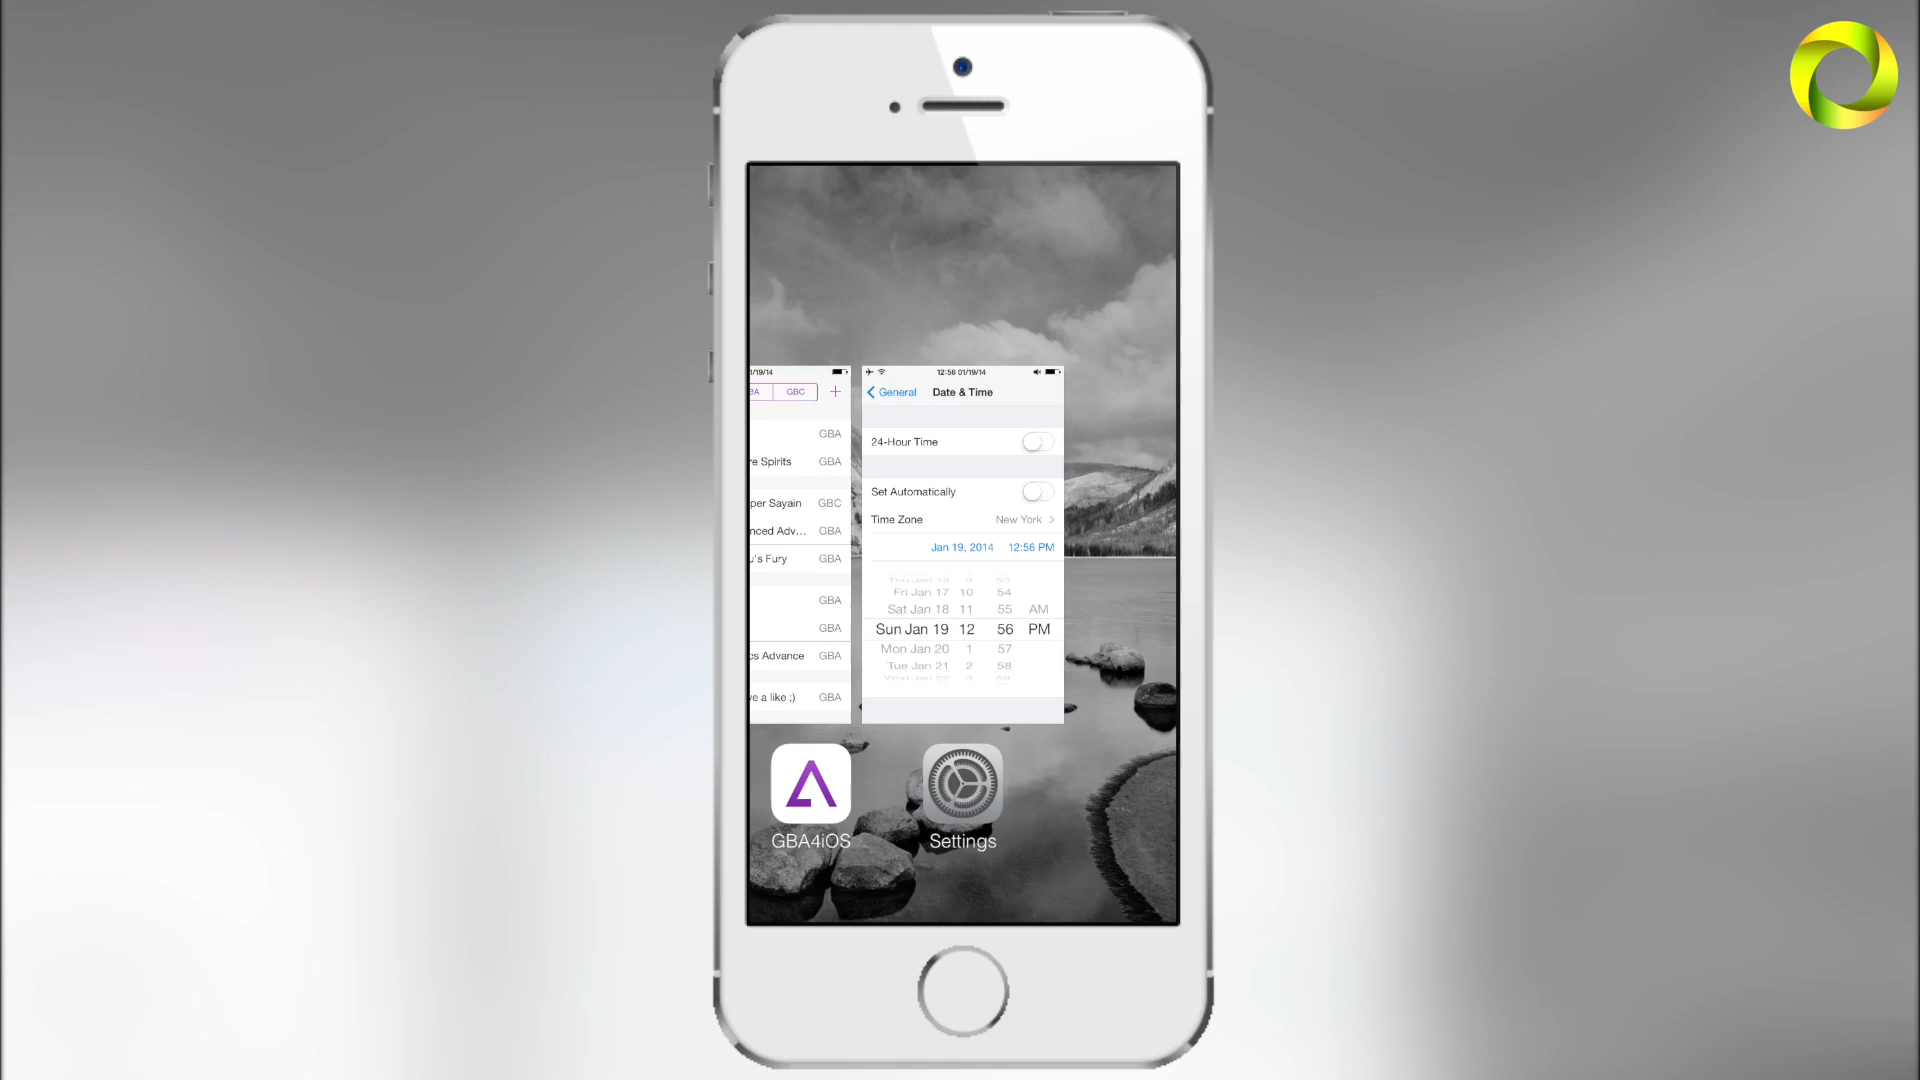 1/19/14
GBC +
GBA
re Spirits GBA
per Sayain GBC
nced Adv... GBA
u's Fury GBA
GBA
GBA
cs Advance GBA
ve a like ;) GBA
12:56 01/19/14
General Date & Time
24-Hour Time
Set Automatically
Time Zone New York
Jan 19, 2014 12:56 PM
Fri Jan 17 10 54
Sat Jan 18 11 55 AM
Sun Jan 19 12 56 PM
Mon Jan 20 1 57
Tue Jan 21 2 58
GBA4iOS
Settings